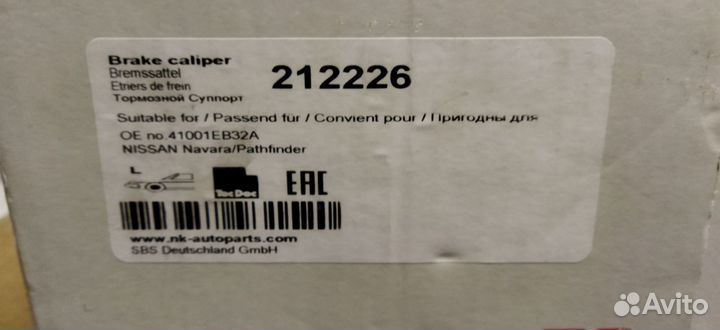 Brake caliper
Bremssattel
Etriers de frein
Тормозной Суппорт
212226
Suitable for / Passend für / Convient pour / Пригодны для
OE no.41001EB32A
NISSAN Navara/Pathfinder
L
TecDoc
EAC
www.nk-autoparts.com
SBS Deutschland GmbH
Avito